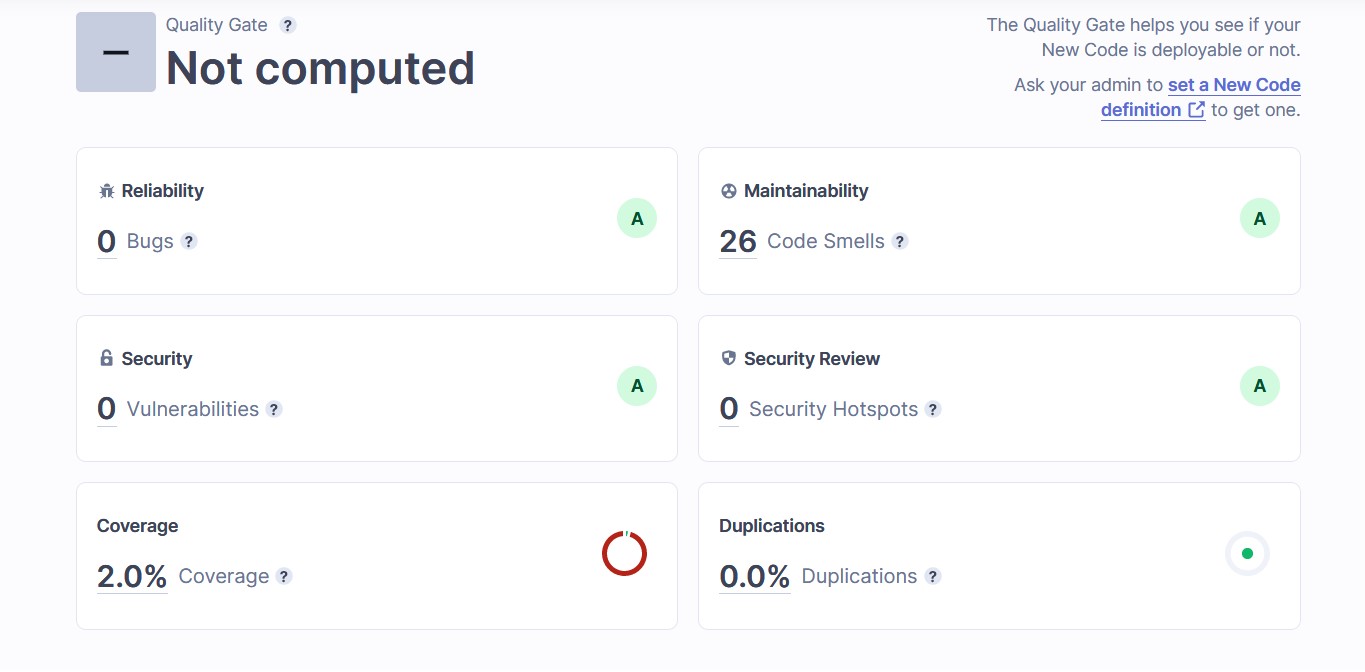 Quality Gate ?
Not computed
The Quality Gate helps you see if your
New Code is deployable or not.
Ask your admin to set a New Code
definition to get one.
Reliability
0 Bugs ?
A
Maintainability
26 Code Smells ?
A
Security
0 Vulnerabilities ?
A
Security Review
0 Security Hotspots ?
A
Coverage
2.0% Coverage ?
Duplications
0.0% Duplications ?